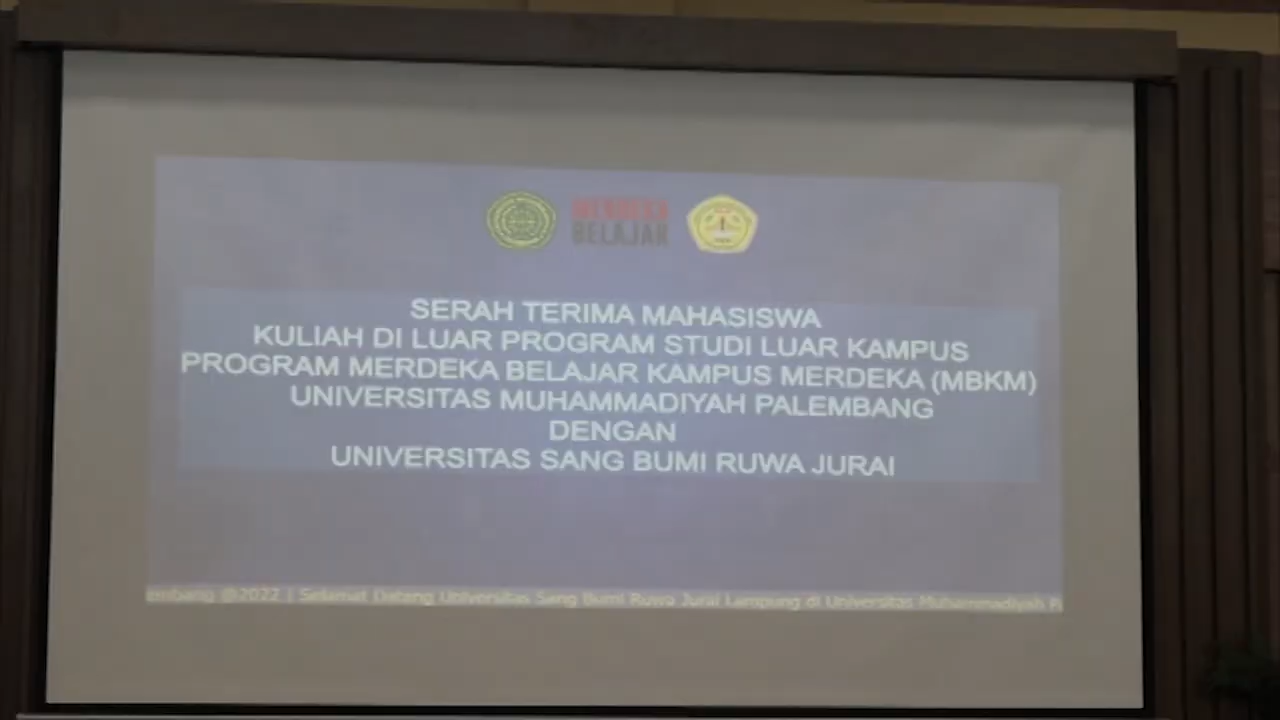 MERDEKA
BELAJAR
SERAH TERIMA MAHASISWA
KULIAH DI LUAR PROGRAM STUDI LUAR KAMPUS
PROGRAM MERDEKA BELAJAR KAMPUS MERDEKA (MBKM)
UNIVERSITAS MUHAMMADIYAH PALEMBANG
DENGAN
UNIVERSITAS SANG BUMI RUWA JURAI
embang @2022 | Selamat Datang Universitas Sang Bumi Ruwa Jurai Lampung di Universitas Muhammadiyah P